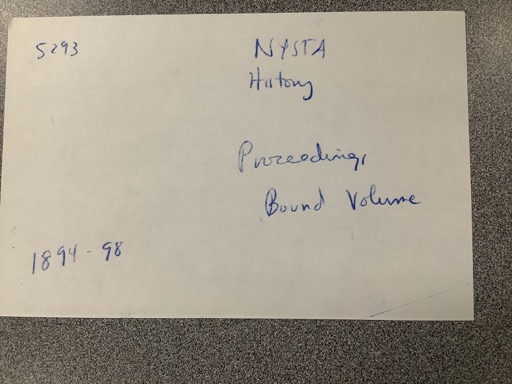 5293
NYSTA
History
Proceedings
Bound Volume
1894-98